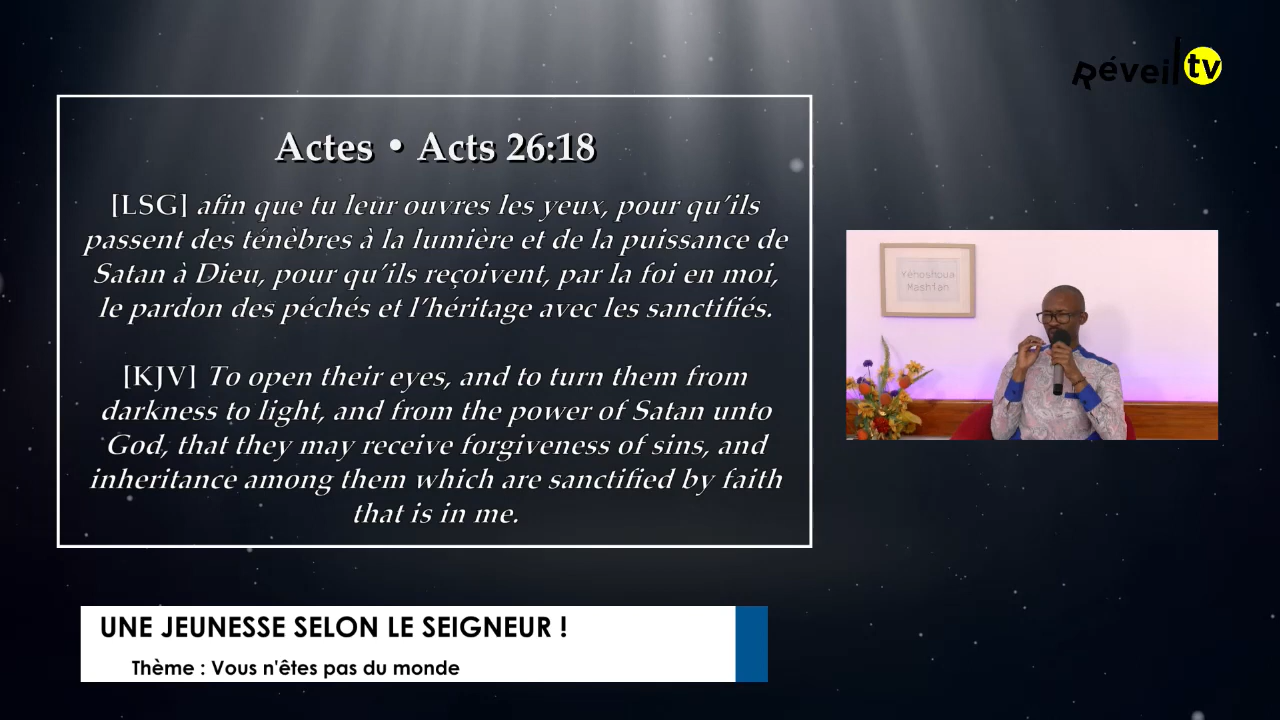 Réveil tv
Actes • Acts 26:18
[LSG] afin que tu leur ouvres les yeux, pour qu’ils
passent des ténèbres à la lumière et de la puissance de
Satan à Dieu, pour qu’ils reçoivent, par la foi en moi,
le pardon des péchés et l’héritage avec les sanctifiés.
[KJV] To open their eyes, and to turn them from
darkness to light, and from the power of Satan unto
God, that they may receive forgiveness of sins, and
inheritance among them which are sanctified by faith
that is in me.
Yehoshoua
Mashiah
UNE JEUNESSE SELON LE SEIGNEUR !
Thème : Vous n'êtes pas du monde